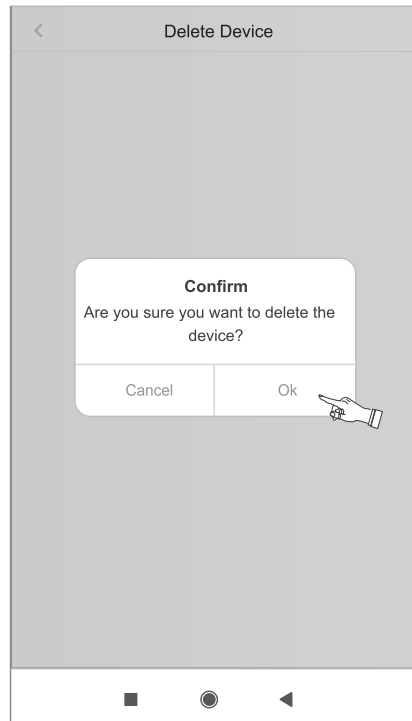 Delete Device
Confirm
Are you sure you want to delete the
device?
Cancel
Ok